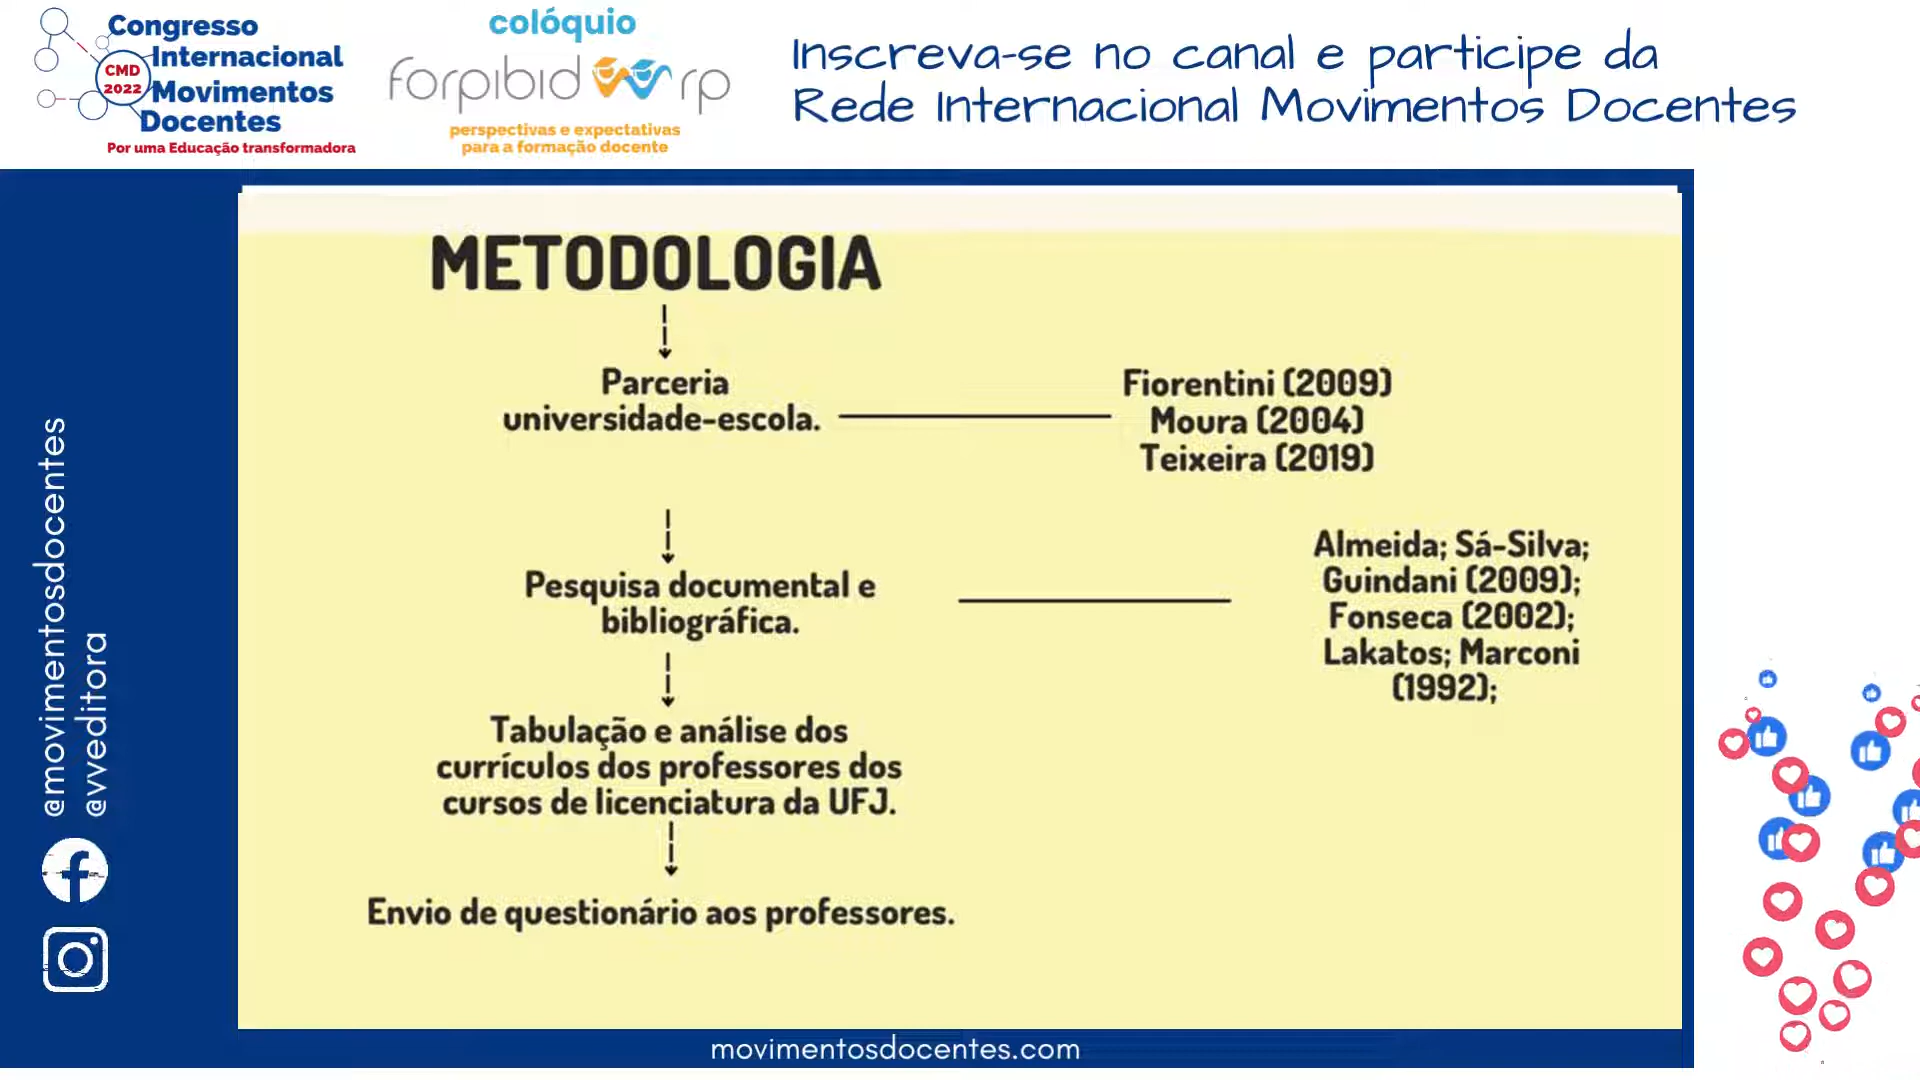 Congresso
Internacional
CMD
2022
Movimentos
Docentes
Por uma Educação transformadora
colóquio
forpibid rp
perspectivas e expectativas
para a formação docente
Inscreva-se no canal e participe da
Rede Internacional Movimentos Docentes
METODOLOGIA
Parceria
universidade-escola.
Fiorentini (2009)
Moura (2004)
Teixeira (2019)
Pesquisa documental e
bibliográfica.
Almeida; Sá-Silva;
Guindani (2009);
Fonseca (2002);
Lakatos; Marconi
(1992);
Tabulação e análise dos
currículos dos professores dos
cursos de licenciatura da UFJ.
Envio de questionário aos professores.
@movimentosdocentes
@vveditora
movimentosdocentes.com